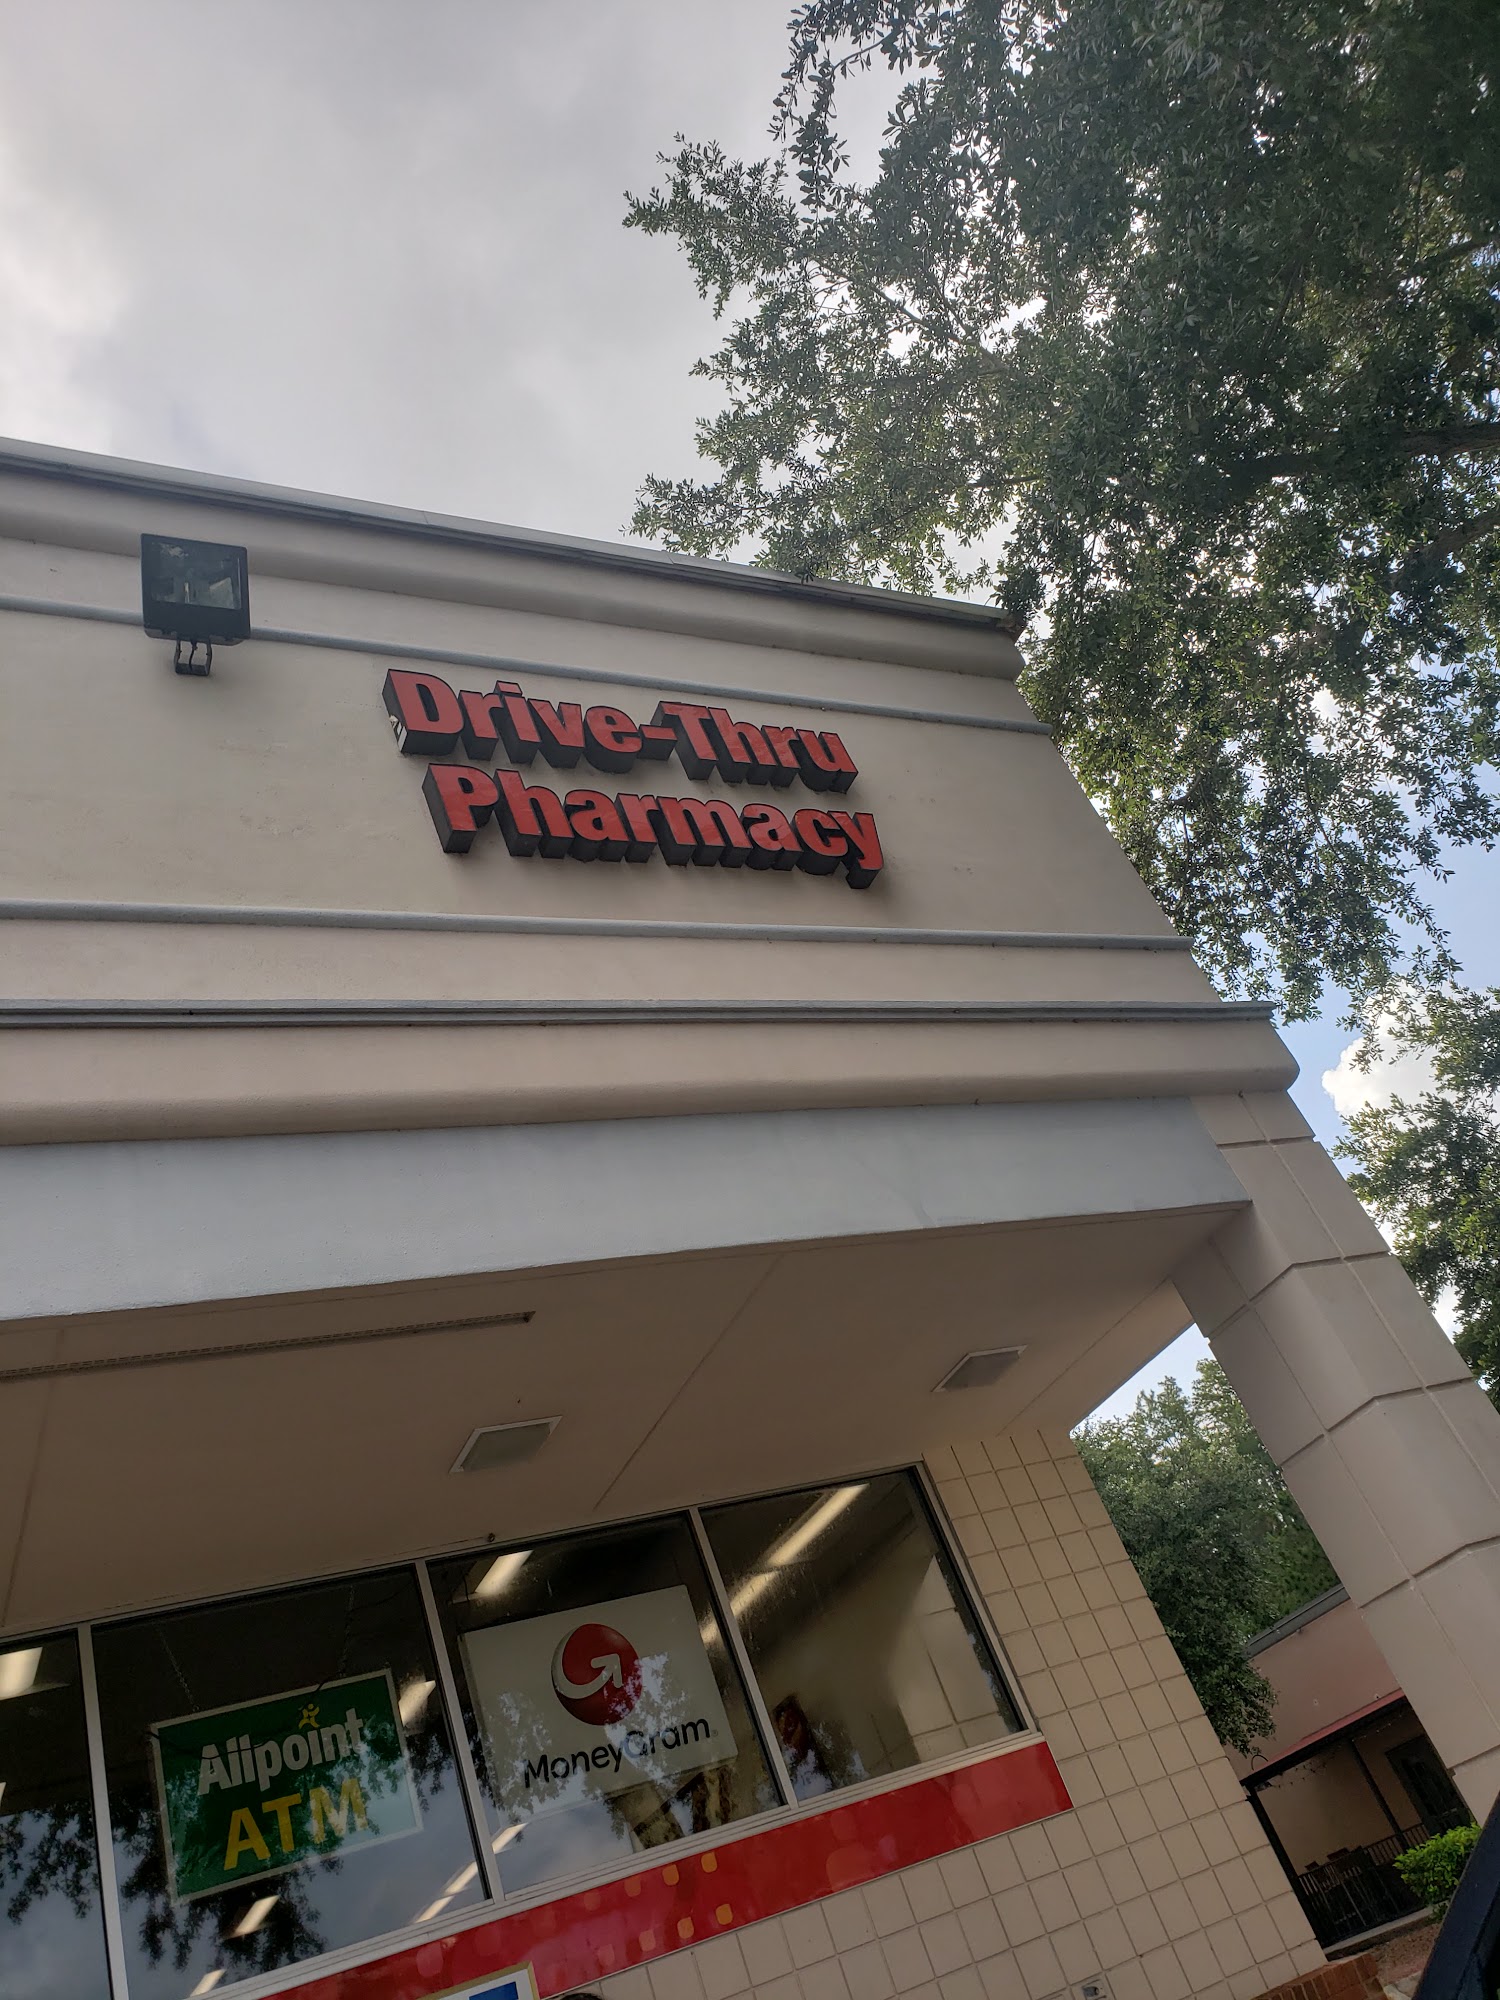 Drive-Thru
Pharmacy
Allpoint
ATM
MoneyGram